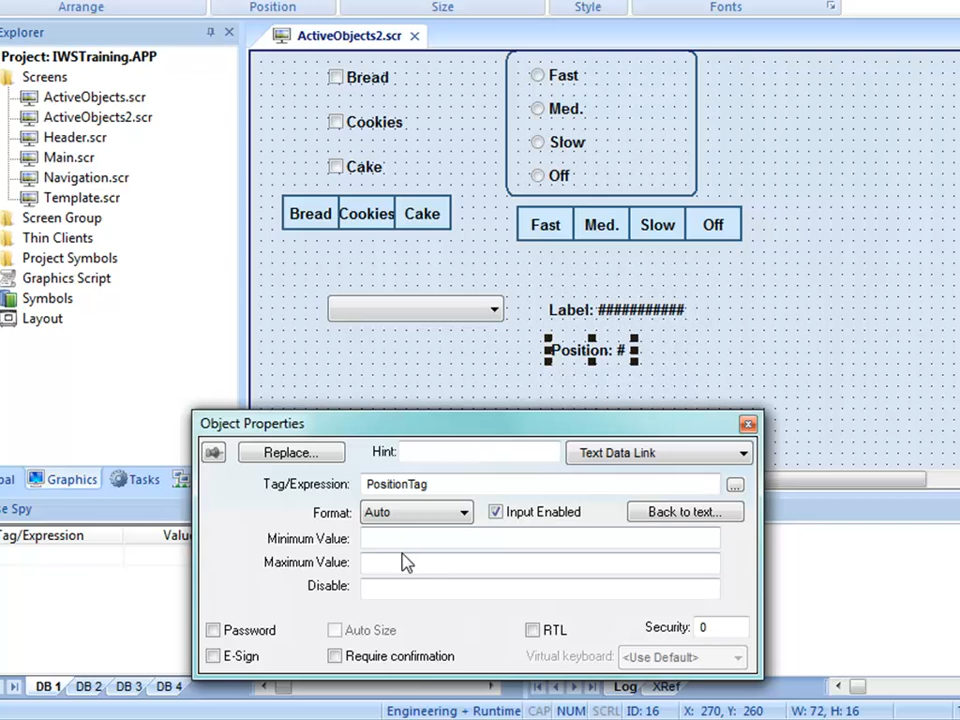 Arrange Position Size Style Fonts
Explorer
ActiveObjects2.scr
Project: IWSTraining.APP
Screens
ActiveObjects.scr
ActiveObjects2.scr
Header.scr
Main.scr
Navigation.scr
Template.scr
Screen Group
Thin Clients
Project Symbols
Graphics Script
Symbols
Layout
Bread
Cookies
Cake
Bread Cookies Cake
Fast
Med.
Slow
Off
Fast Med. Slow Off
Label: ###########
Position: #
Object Properties
Replace... Hint: Text Data Link
Tag/Expression: PositionTag ...
Format: Auto Input Enabled Back to text...
Minimum Value:
Maximum Value:
Disable:
Password Auto Size RTL Security: 0
E-Sign Require confirmation Virtual keyboard: <Use Default>
bal Graphics Tasks
se Spy
Tag/Expression Valu
DB 1 DB 2 DB 3 DB 4 Log XRef
Engineering + Runtime CAP NUM SCRL ID: 16 X: 270, Y: 260 W: 72, H: 16